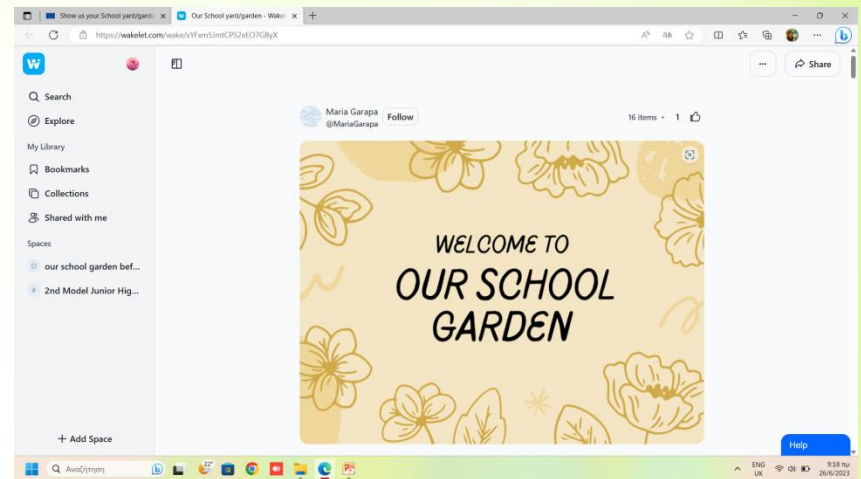 Show us your School yard/garde
Our School yard/garden - Wakel
https://wakelet.com/wake/xYFxm5JmtCPS2eEO7GByX
Share
Search
Explore
My Library
Bookmarks
Collections
Shared with me
Spaces
our school garden bef...
2nd Model Junior Hig...
+ Add Space
Maria Garapa
@MariaGarapa
Follow
16 items
1
WELCOME TO
OUR SCHOOL
GARDEN
Help
Αναζήτηση
22°
ENG
UK
9:18 πμ
26/6/2023